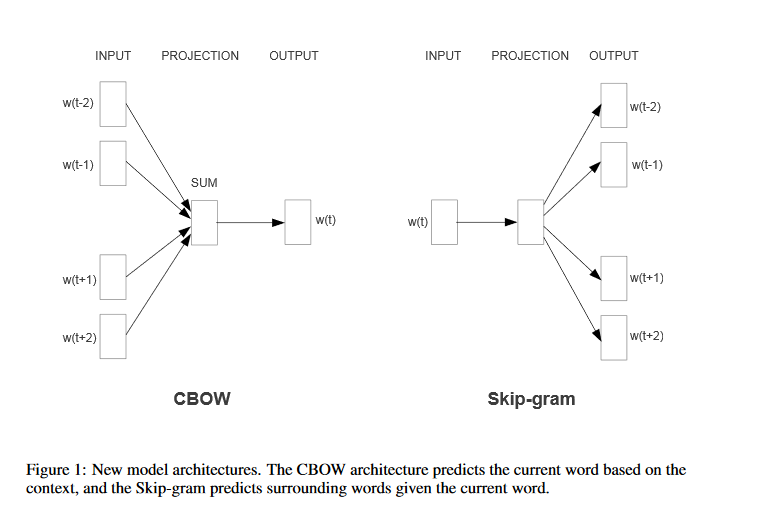 INPUT PROJECTION OUTPUT
w(t-2)
w(t-1)
SUM
w(t)
w(t+1)
w(t+2)
CBOW
INPUT PROJECTION OUTPUT
w(t-2)
w(t-1)
w(t)
w(t+1)
w(t+2)
Skip-gram
Figure 1: New model architectures. The CBOW architecture predicts the current word based on the
context, and the Skip-gram predicts surrounding words given the current word.